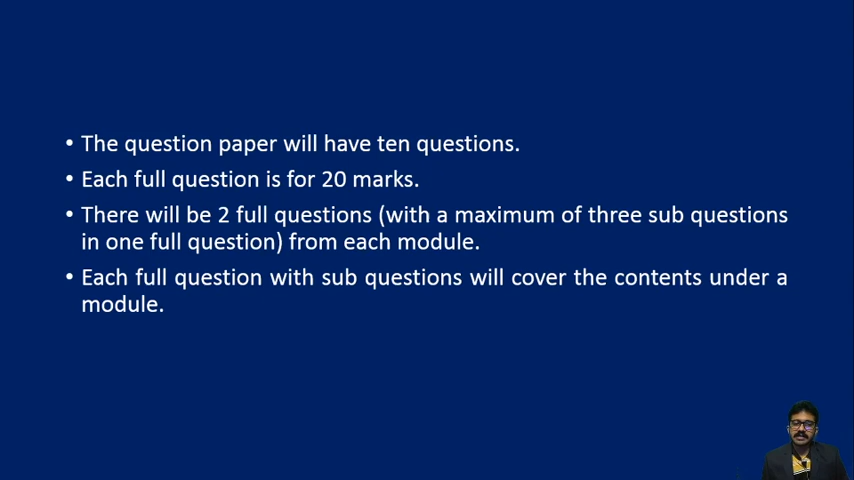 • The question paper will have ten questions.
• Each full question is for 20 marks.
• There will be 2 full questions (with a maximum of three sub questions
in one full question) from each module.
• Each full question with sub questions will cover the contents under a
module.